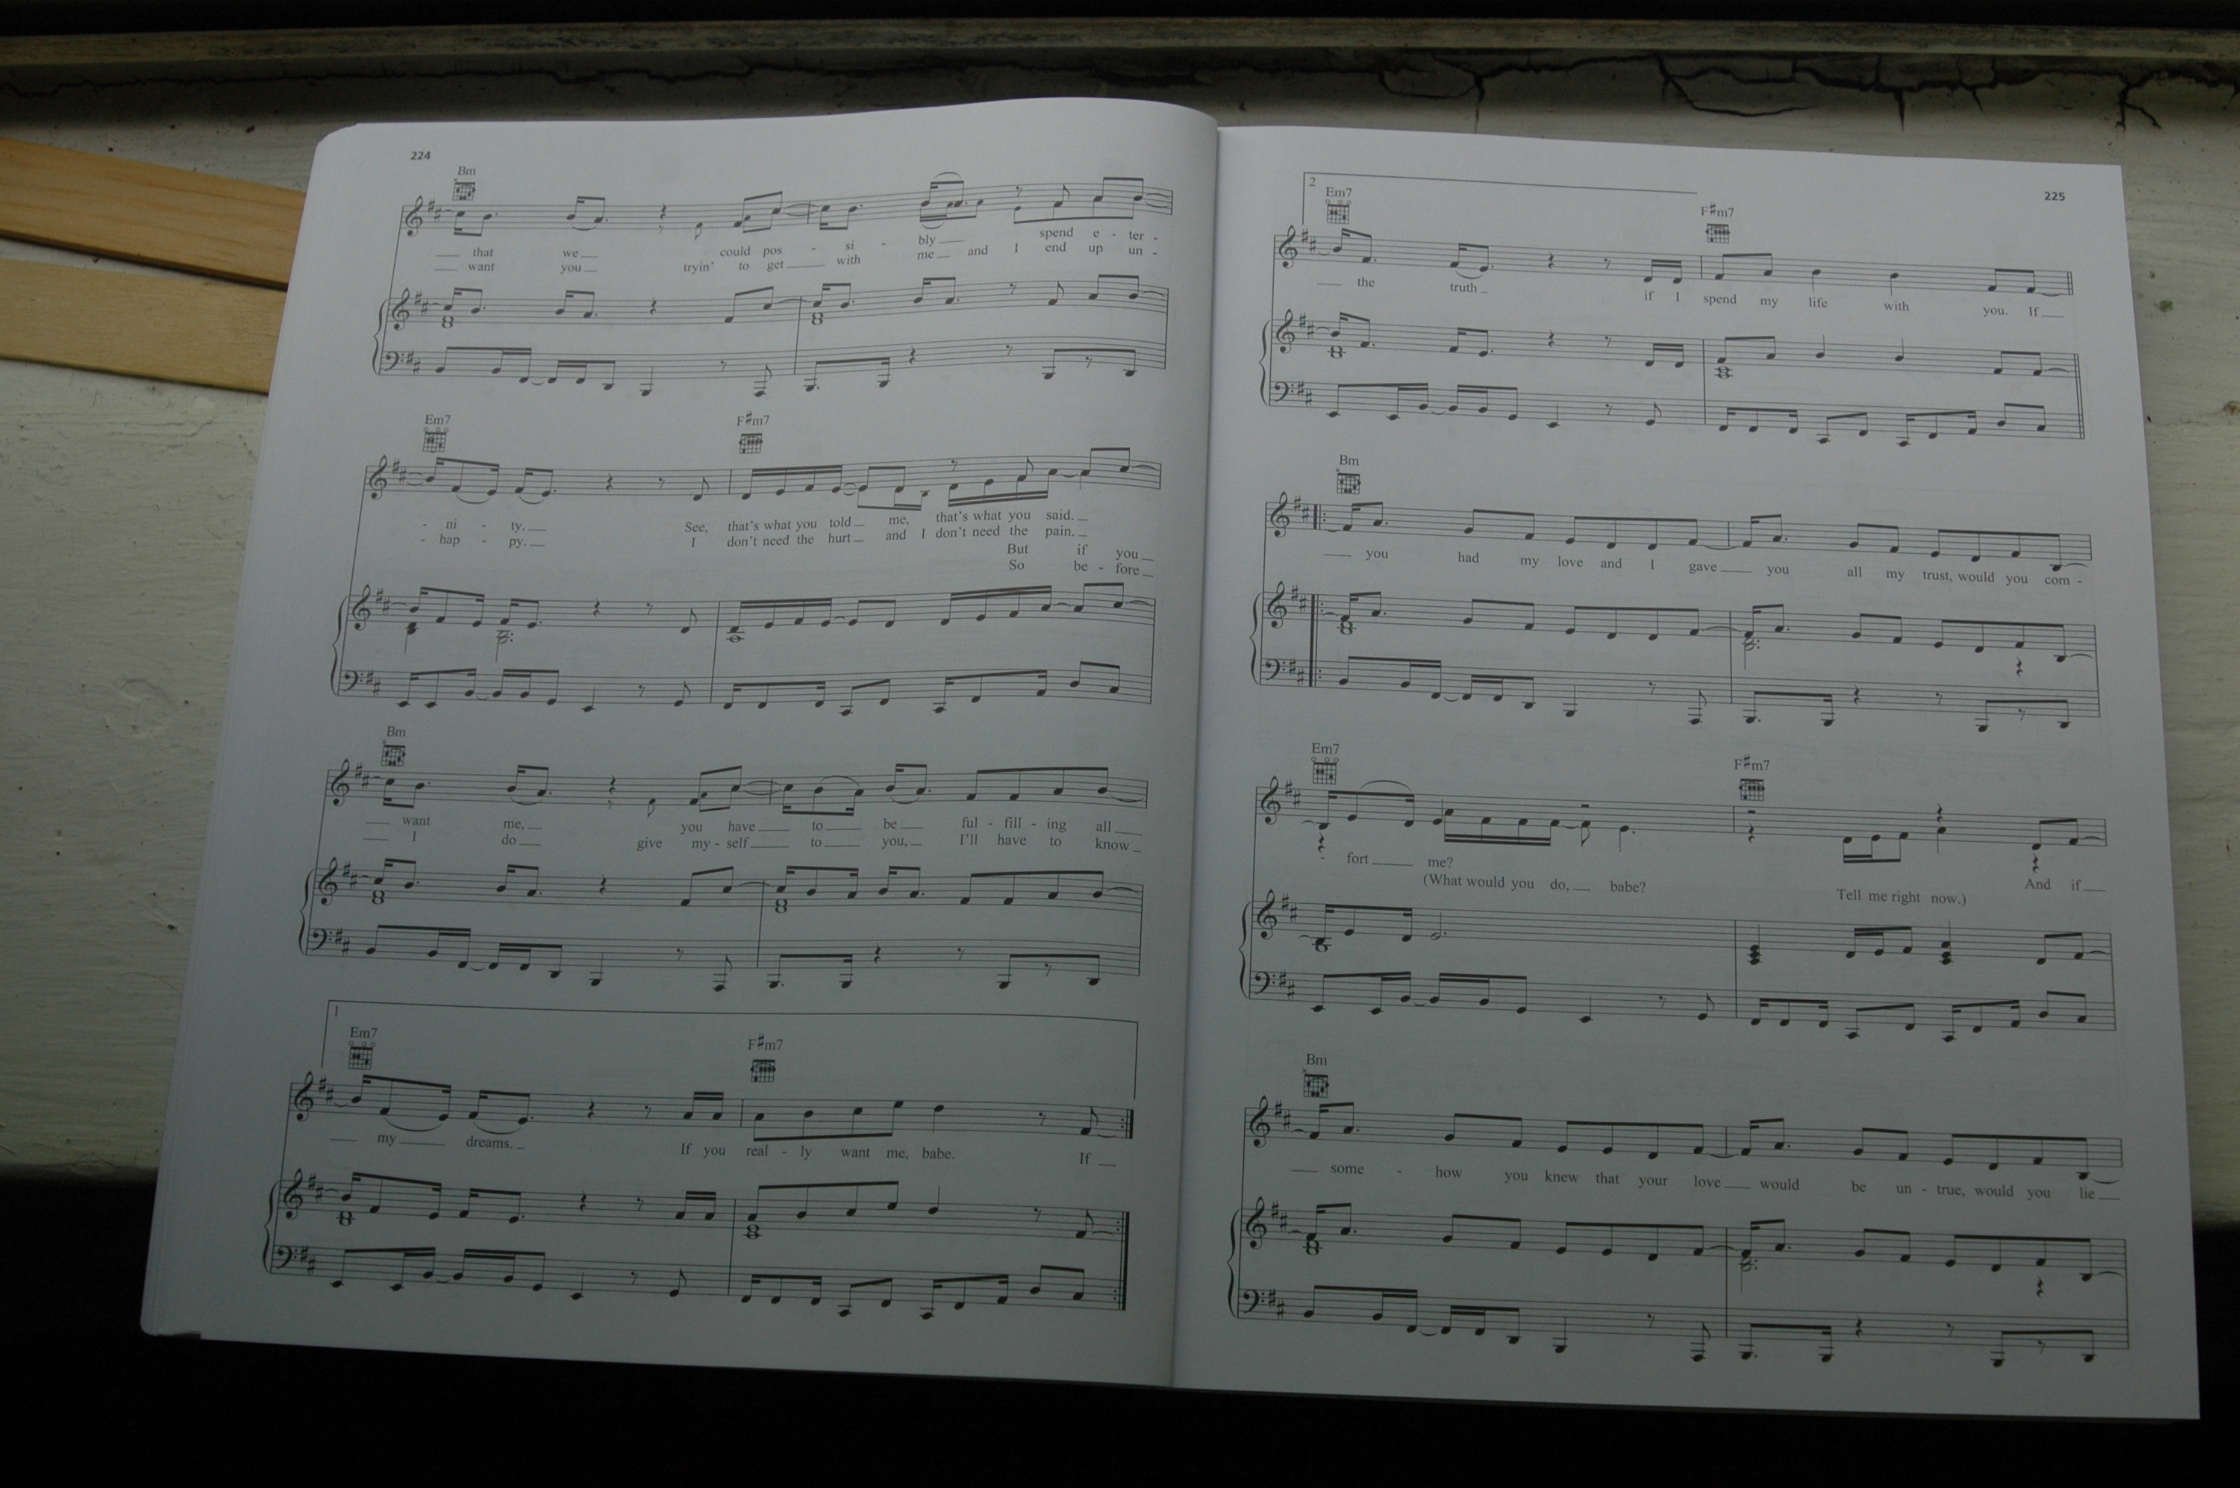 224
Bm
that we could pos - si - bly spend e - ter -
want you tryin' to get with me and I end up un -
Em7 F#m7
- ni - ty. See, that's what you told me, that's what you said.
- hap - py. I don't need the hurt and I don't need the pain.
But if you
So be - fore
Bm
want me, you have to be ful - fill - ing all
I do give my - self to you, I'll have to know
1
Em7 F#m7
my dreams. If you real - ly want me, babe. If
225
2
Em7 F#m7
the truth if I spend my life with you. If
Bm
you had my love and I gave you all my trust, would you com -
Em7 F#m7
- fort me? And if
(What would you do, babe? Tell me right now.)
Bm
some - how you knew that your love would be un - true, would you lie